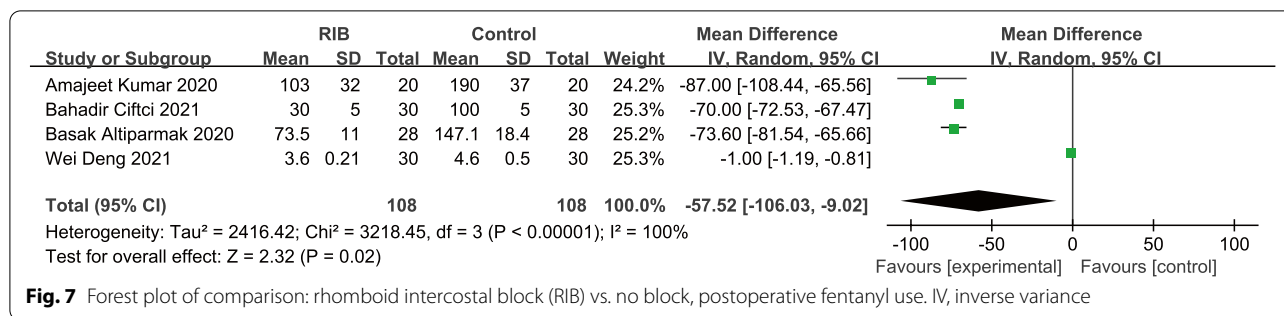 RIB Control Mean Difference Mean Difference
Study or Subgroup Mean SD Total Mean SD Total Weight IV, Random, 95% CI IV, Random, 95% CI
Amajeet Kumar 2020 103 32 20 190 37 20 24.2% -87.00 [-108.44, -65.56]
Bahadir Ciftci 2021 30 5 30 100 5 30 25.3% -70.00 [-72.53, -67.47]
Basak Altiparmak 2020 73.5 11 28 147.1 18.4 28 25.2% -73.60 [-81.54, -65.66]
Wei Deng 2021 3.6 0.21 30 4.6 0.5 30 25.3% -1.00 [-1.19, -0.81]
Total (95% CI) 108 108 100.0% -57.52 [-106.03, -9.02]
Heterogeneity: Tau² = 2416.42; Chi² = 3218.45, df = 3 (P < 0.00001); I² = 100%
Test for overall effect: Z = 2.32 (P = 0.02)
-100 -50 0 50 100
Favours [experimental] Favours [control]
Fig. 7 Forest plot of comparison: rhomboid intercostal block (RIB) vs. no block, postoperative fentanyl use. IV, inverse variance